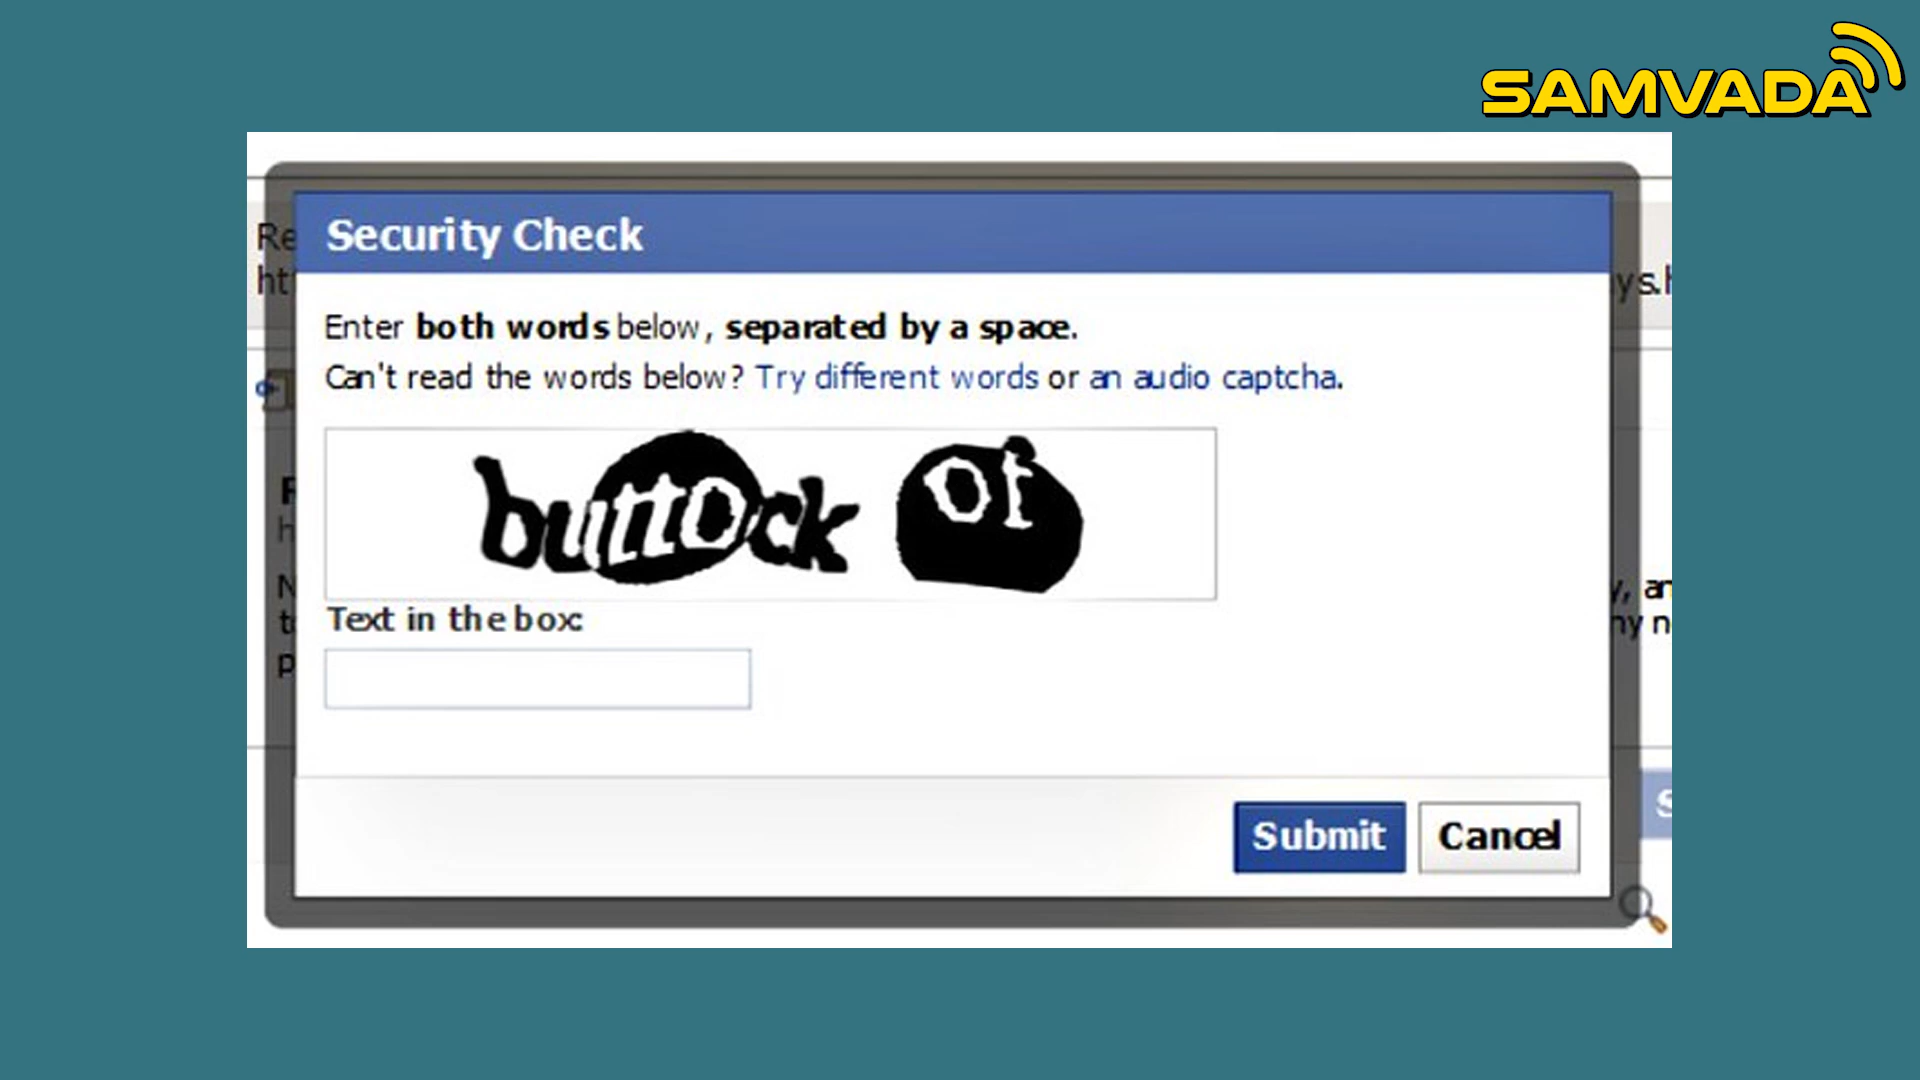 SAMVADA
Security Check
Enter both words below, separated by a space.
Can't read the words below? Try different words or an audio captcha.
buttock of
Text in the box:
Submit Cancel